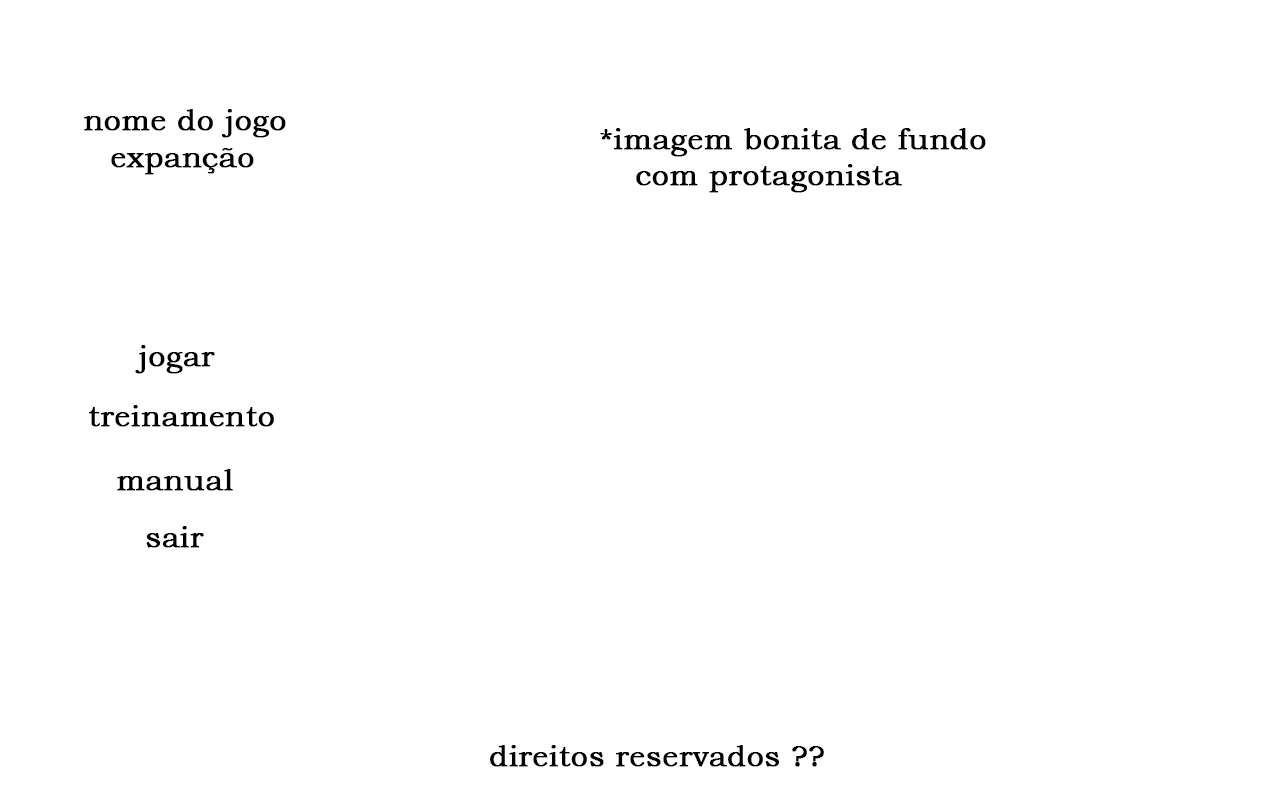 nome do jogo
expanção
*imagem bonita de fundo
com protagonista
jogar
treinamento
manual
sair
direitos reservados ??